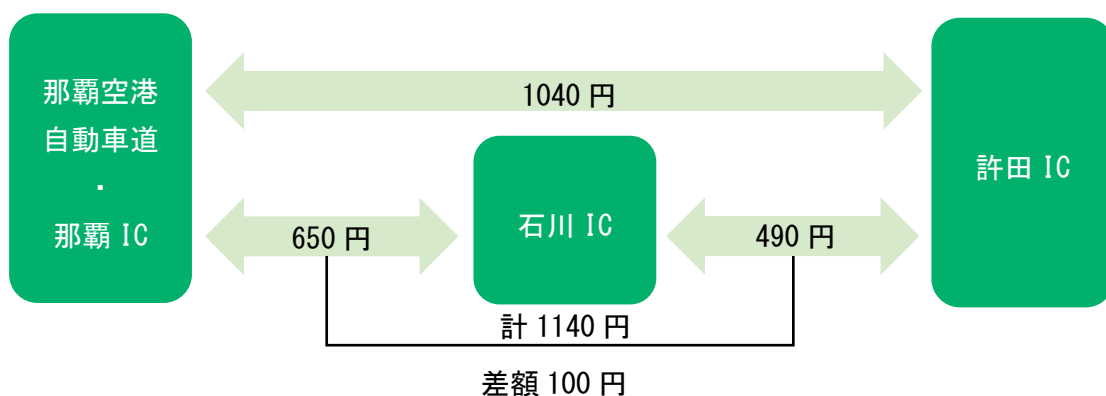 那覇空港
自動車道
・
那覇 IC
1040 円
許田 IC
650 円
石川 IC
490 円
計 1140 円
差額 100 円